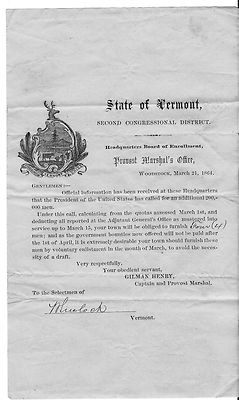 State of Vermont,
SECOND CONGRESSIONAL DISTRICT.
Headquarters Board of Enrollment,
Provost Marshal's Office,
WOODSTOCK, March 21, 1864.
GENTLEMEN:—
Official information has been received at these Headquarters
that the President of the United States has called for an additional 200,-
000 men.
Under this call, calculating from the quotas assessed March 1st, and
deducting all reported at the Adjutant General's Office as mustered into
service up to March 15, your town will be obligated to furnish Four (4)
men; and as the government bounties now offered will not be paid after
the 1st of April, it is extremely desirable your town should furnish these
men by voluntary enlistment in the month of March, to avoid the neces-
sity of a draft.
Very respectfully,
Your obedient servant,
GILMAN HENRY,
Captain and Provost Marshal.
To the Selectmen of
Wheelock
Vermont.